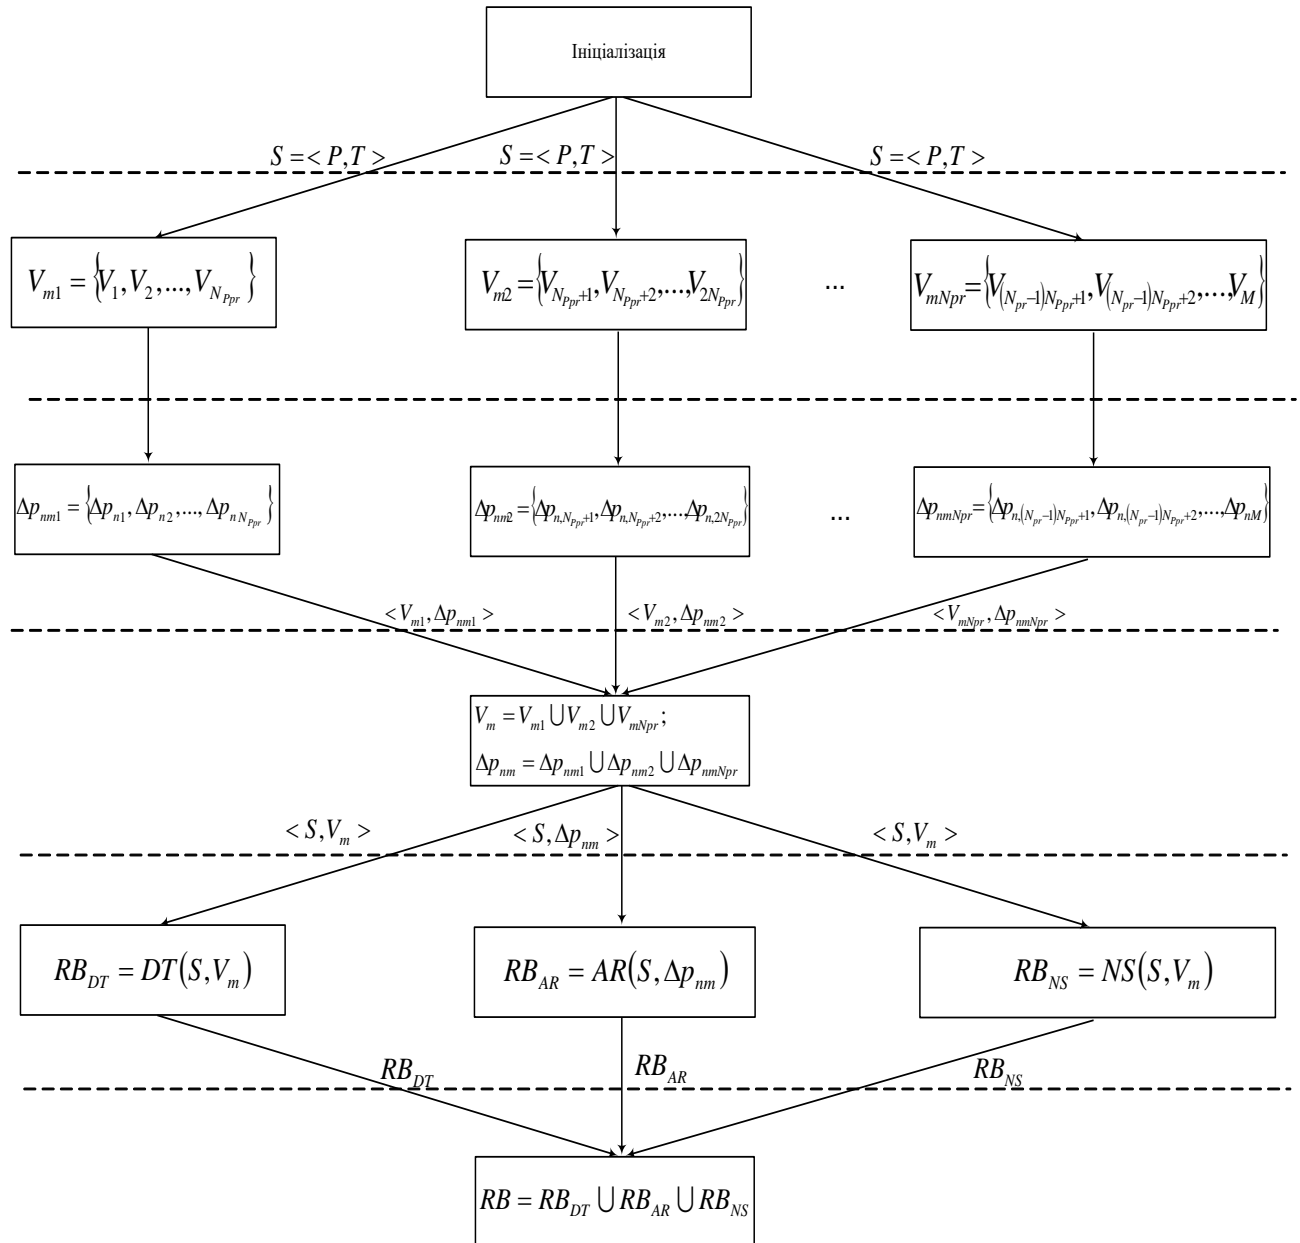 Ініціалізація
S =< P,T >
S =< P,T >
S =< P,T >
V_{m1} = {V_1, V_2, ..., V_{N_{Ppr}}}
V_{m2} = {V_{N_{Ppr}+1}, V_{N_{Ppr}+2}, ..., V_{2N_{Ppr}}}
...
V_{mNpr} = {V_{(N_{pr}-1)N_{Ppr}+1}, V_{(N_{pr}-1)N_{Ppr}+2}, ..., V_M}
Δp_{nm1} = {Δp_{n1}, Δp_{n2}, ..., Δp_{nN_{Ppr}}}
Δp_{nm2} = {Δp_{n,N_{Ppr}+1}, Δp_{n,N_{Ppr}+2}, ..., Δp_{n,2N_{Ppr}}}
...
Δp_{nmNpr} = {Δp_{n,(N_{pr}-1)N_{Ppr}+1}, Δp_{n,(N_{pr}-1)N_{Ppr}+2}, ..., Δp_{nM}}
< V_{m1}, Δp_{nm1} >
< V_{m2}, Δp_{nm2} >
< V_{mNpr}, Δp_{nmNpr} >
V_m = V_{m1} ⋃ V_{m2} ⋃ V_{mNpr} ;
Δp_{nm} = Δp_{nm1} ⋃ Δp_{nm2} ⋃ Δp_{nmNpr}
< S, V_m >
< S, Δp_{nm} >
< S, V_m >
RB_{DT} = DT(S, V_m)
RB_{AR} = AR(S, Δp_{nm})
RB_{NS} = NS(S, V_m)
RB_{DT}
RB_{AR}
RB_{NS}
RB = RB_{DT} ⋃ RB_{AR} ⋃ RB_{NS}